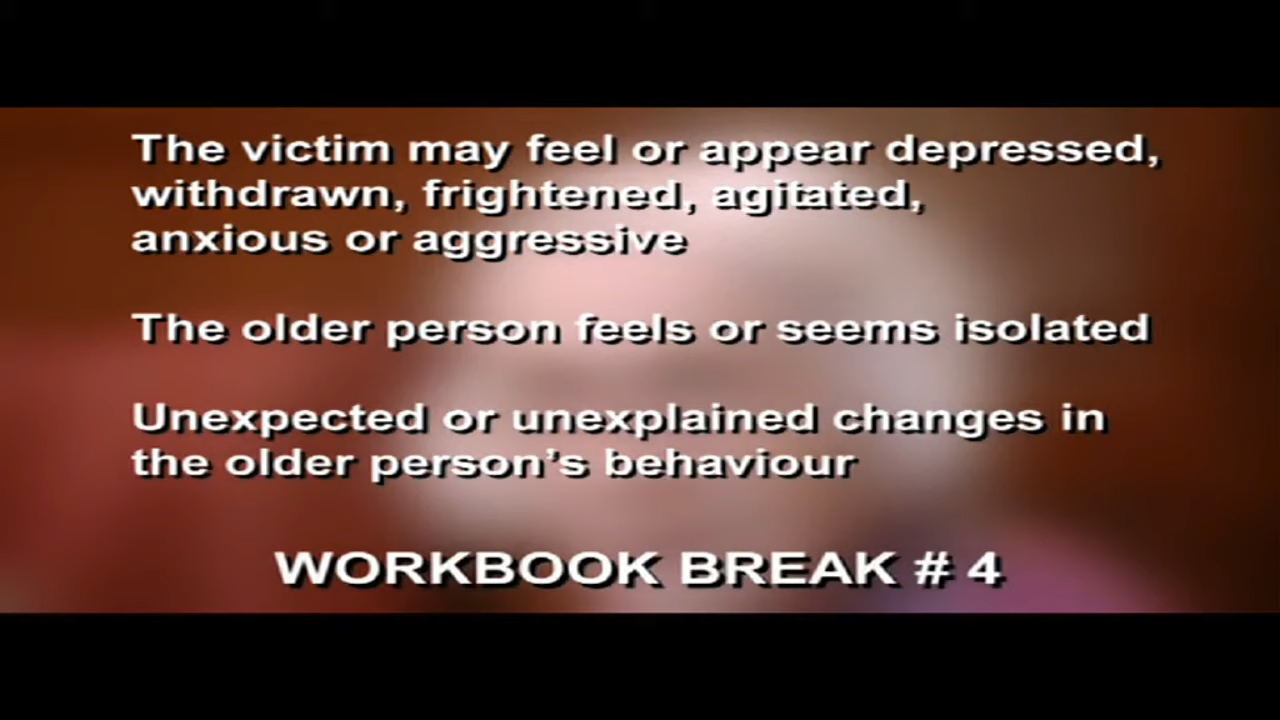 The victim may feel or appear depressed,
withdrawn, frightened, agitated,
anxious or aggressive
The older person feels or seems isolated
Unexpected or unexplained changes in
the older person's behaviour
WORKBOOK BREAK # 4